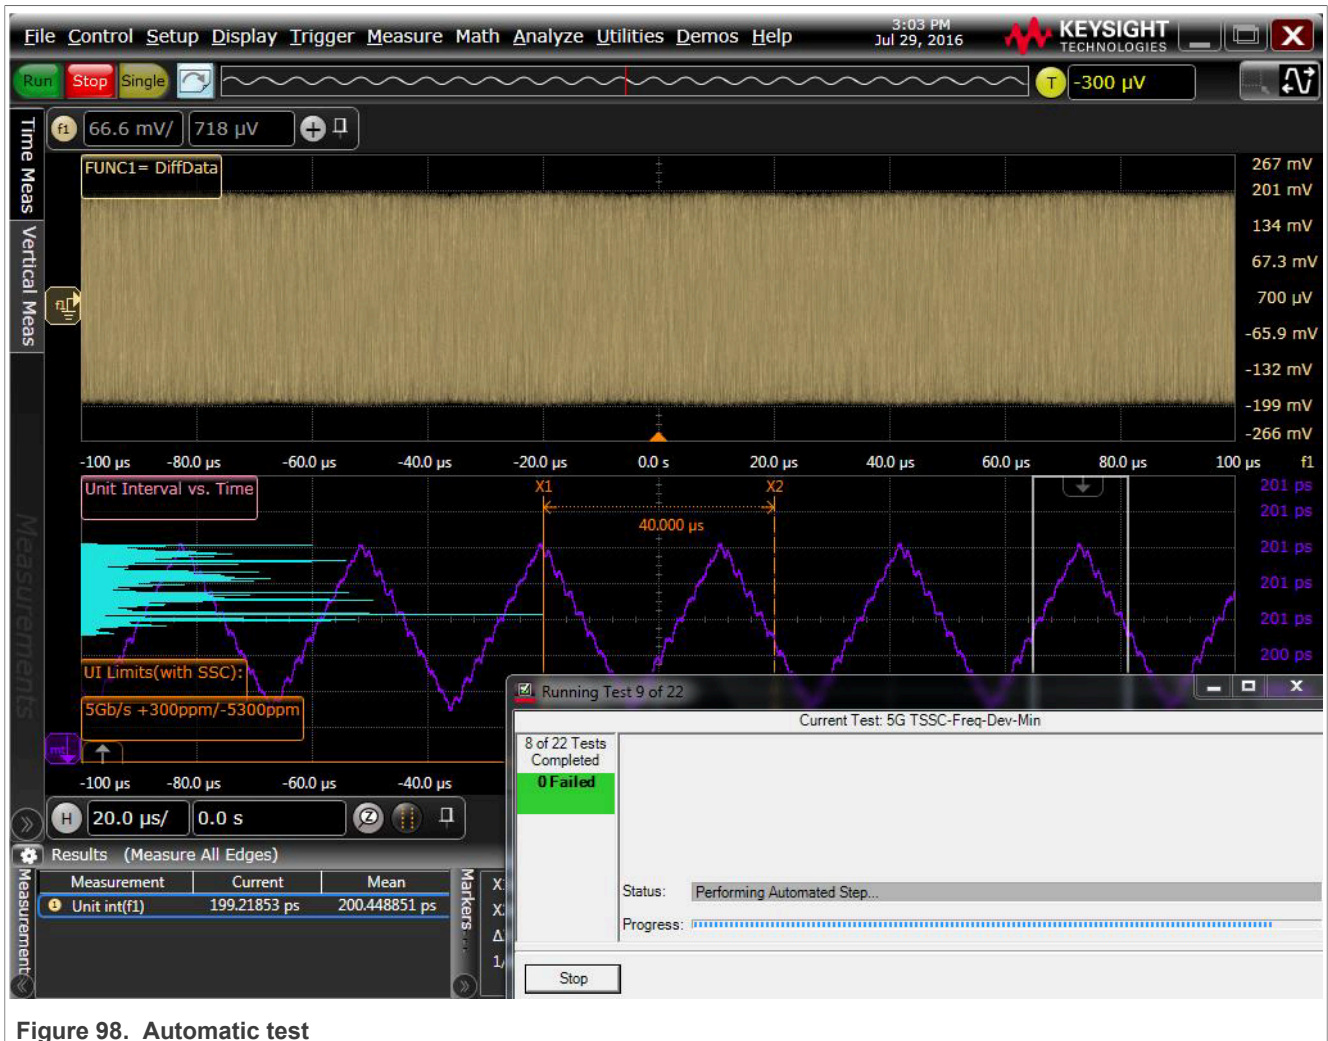 File Control Setup Display Trigger Measure Math Analyze Utilities Demos Help
3:03 PM
Jul 29, 2016
KEYSIGHT
TECHNOLOGIES
X
Run Stop Single
T -300 µV
Time Meas
Vertical Meas
Measurements
f1 66.6 mV/ 718 µV
FUNC1= DiffData
267 mV
201 mV
134 mV
67.3 mV
700 µV
-65.9 mV
-132 mV
-199 mV
-266 mV
f1
-100 µs -80.0 µs -60.0 µs -40.0 µs -20.0 µs 0.0 s 20.0 µs 40.0 µs 60.0 µs 80.0 µs 100 µs f1
Unit Interval vs. Time
X1 X2
40.000 µs
201 ps
201 ps
201 ps
201 ps
201 ps
200 ps
UI Limits(with SSC):
5Gb/s +300ppm/-5300ppm
mt
-100 µs -80.0 µs -60.0 µs -40.0 µs
H 20.0 µs/ 0.0 s
Z
Results (Measure All Edges)
Measurement
Measurement Current Mean
1 Unit int(f1) 199.21853 ps 200.448851 ps
Markers...
X
X
Δ
1/
Running Test 9 of 22
X
Current Test: 5G TSSC-Freq-Dev-Min
8 of 22 Tests
Completed
0 Failed
Status: Performing Automated Step...
Progress:
Stop
Figure 98. Automatic test